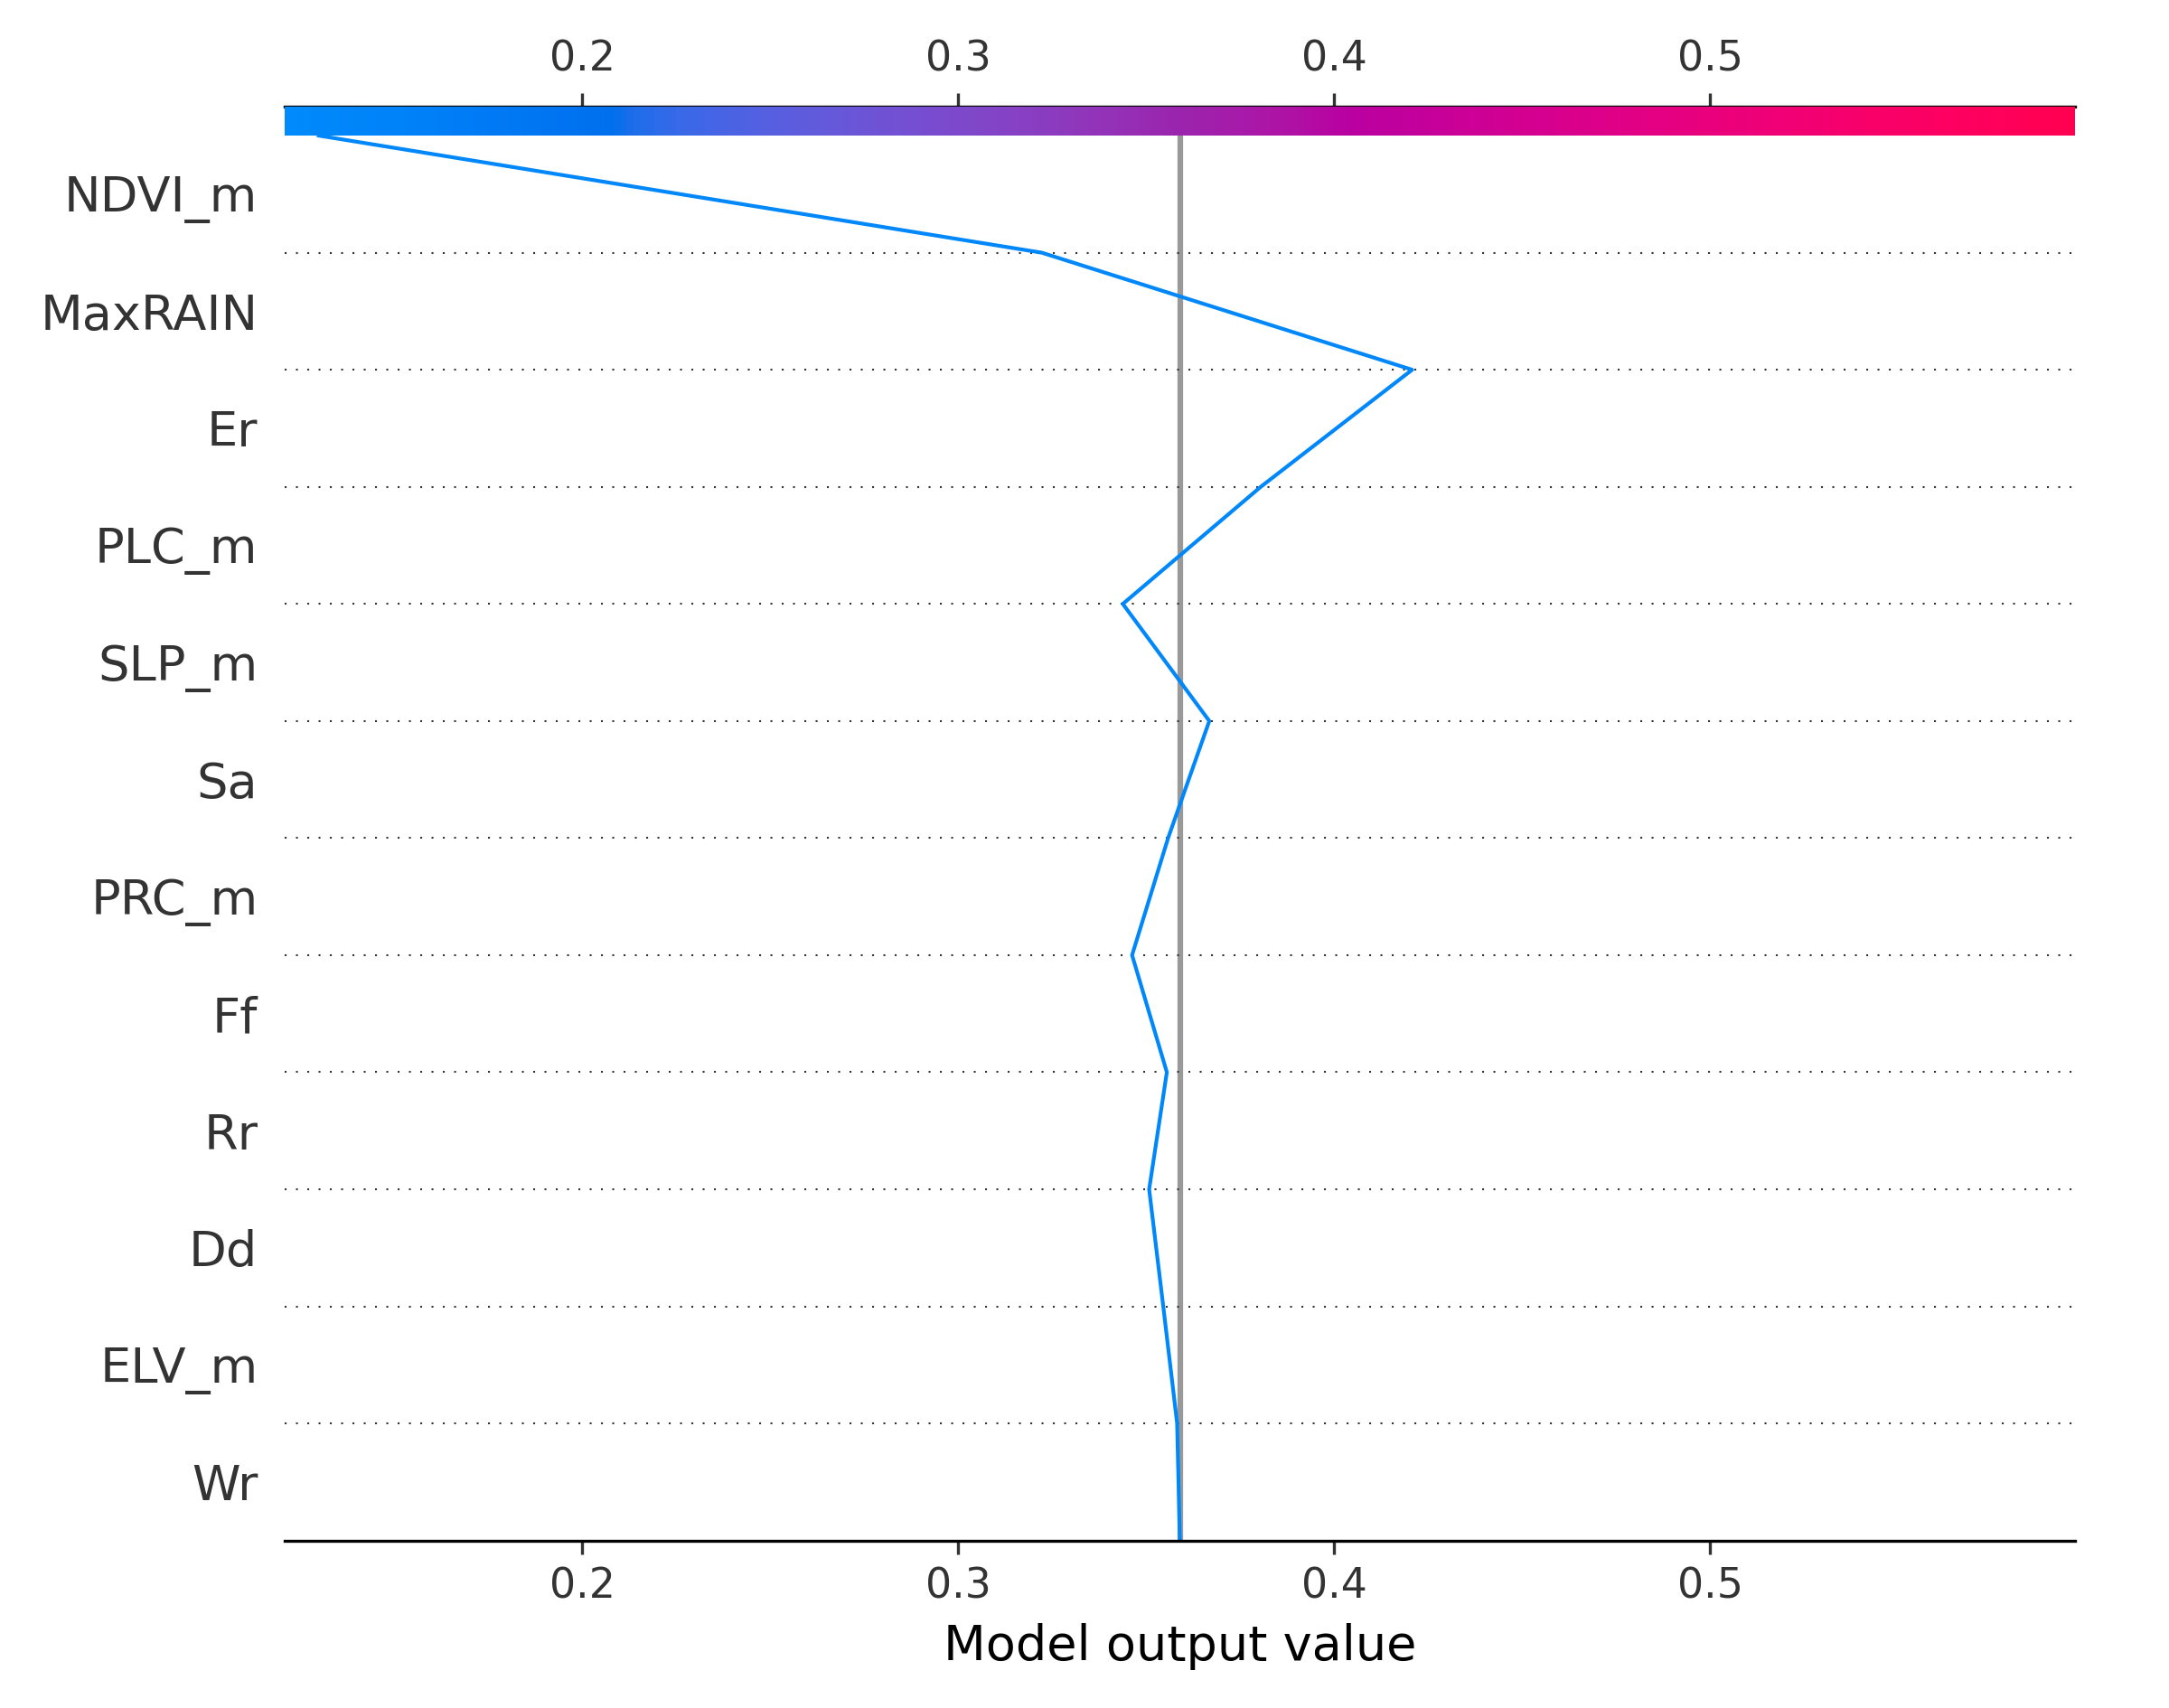 0.2 0.3 0.4 0.5
NDVI_m
MaxRAIN
Er
PLC_m
SLP_m
Sa
PRC_m
Ff
Rr
Dd
ELV_m
Wr
0.2 0.3 0.4 0.5
Model output value